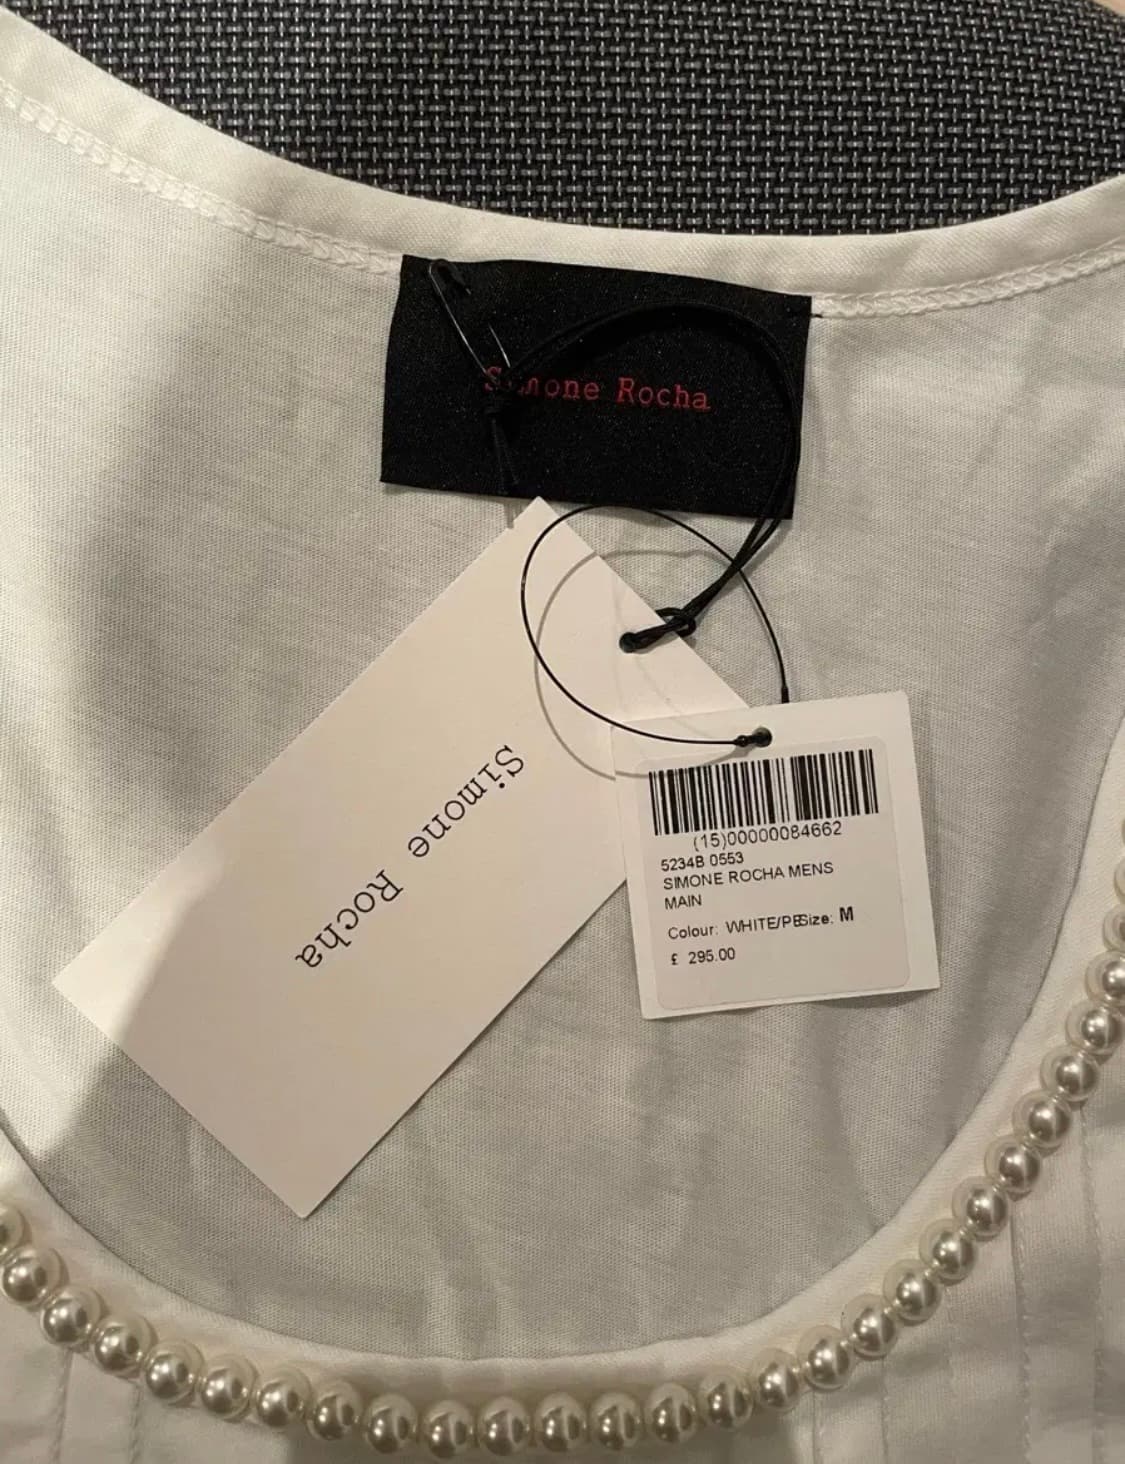 Simone Rocha
Simone Rocha
(15)00000084662
5234B 0553
SIMONE ROCHA MENS
MAIN
Colour: WHITE/PE Size: M
£ 295.00